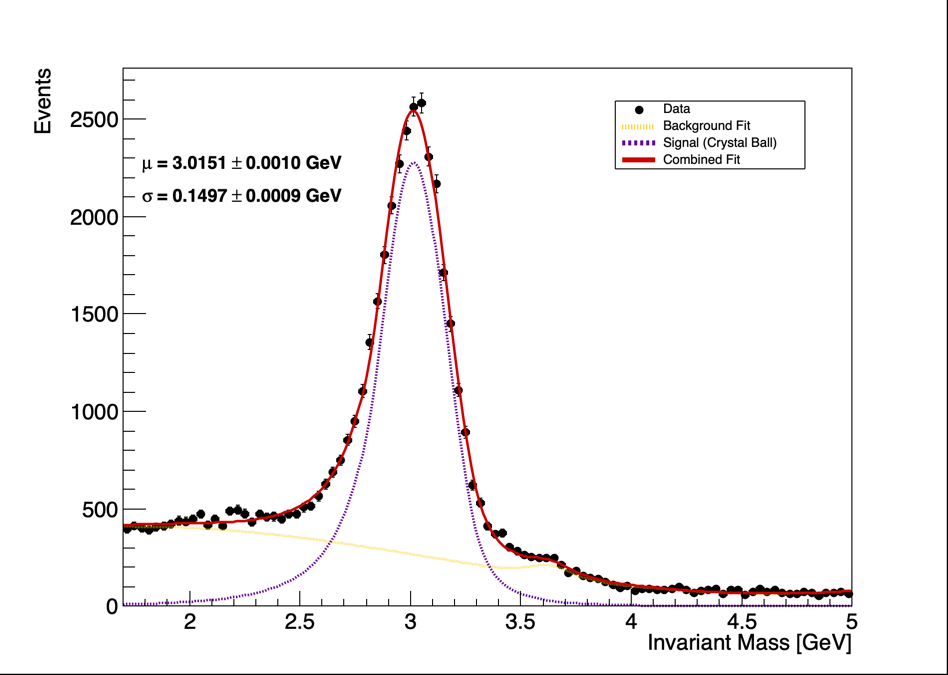 Events
2500
2000
1500
1000
500
0
μ = 3.0151 ± 0.0010 GeV
σ = 0.1497 ± 0.0009 GeV
Data
Background Fit
Signal (Crystal Ball)
Combined Fit
2 2.5 3 3.5 4 4.5 5
Invariant Mass [GeV]